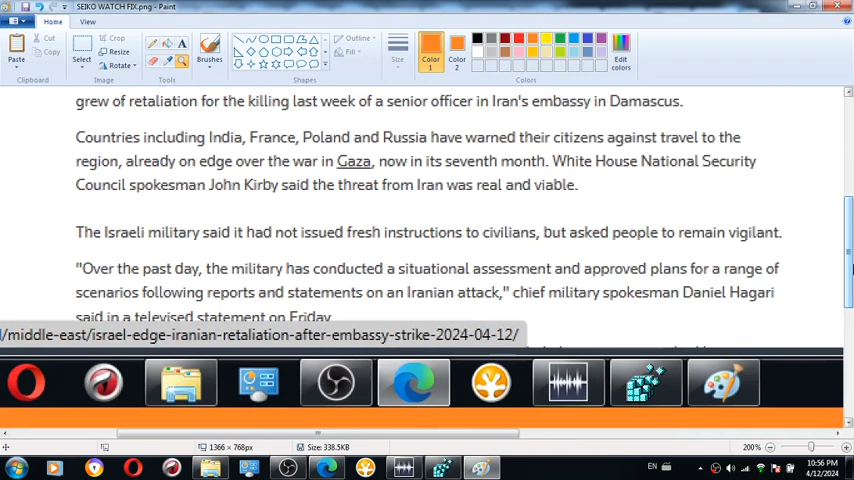 SEIKO WATCH FIX.png - Paint
Home
View
Paste
Cut
Copy
Clipboard
Select
Crop
Resize
Rotate
Image
Tools
Brushes
Outline
Fill
Shapes
Size
Color 1
Color 2
Edit colors
Colors
grew of retaliation for the killing last week of a senior officer in Iran's embassy in Damascus.
Countries including India, France, Poland and Russia have warned their citizens against travel to the
region, already on edge over the war in Gaza, now in its seventh month. White House National Security
Council spokesman John Kirby said the threat from Iran was real and viable.
The Israeli military said it had not issued fresh instructions to civilians, but asked people to remain vigilant.
"Over the past day, the military has conducted a situational assessment and approved plans for a range of
scenarios following reports and statements on an Iranian attack," chief military spokesman Daniel Hagari
said in a televised statement on Friday
/middle-east/israel-edge-iranian-retaliation-after-embassy-strike-2024-04-12/
1366 × 768px
Size: 338.5KB
200%
EN
10:56 PM
4/12/2024